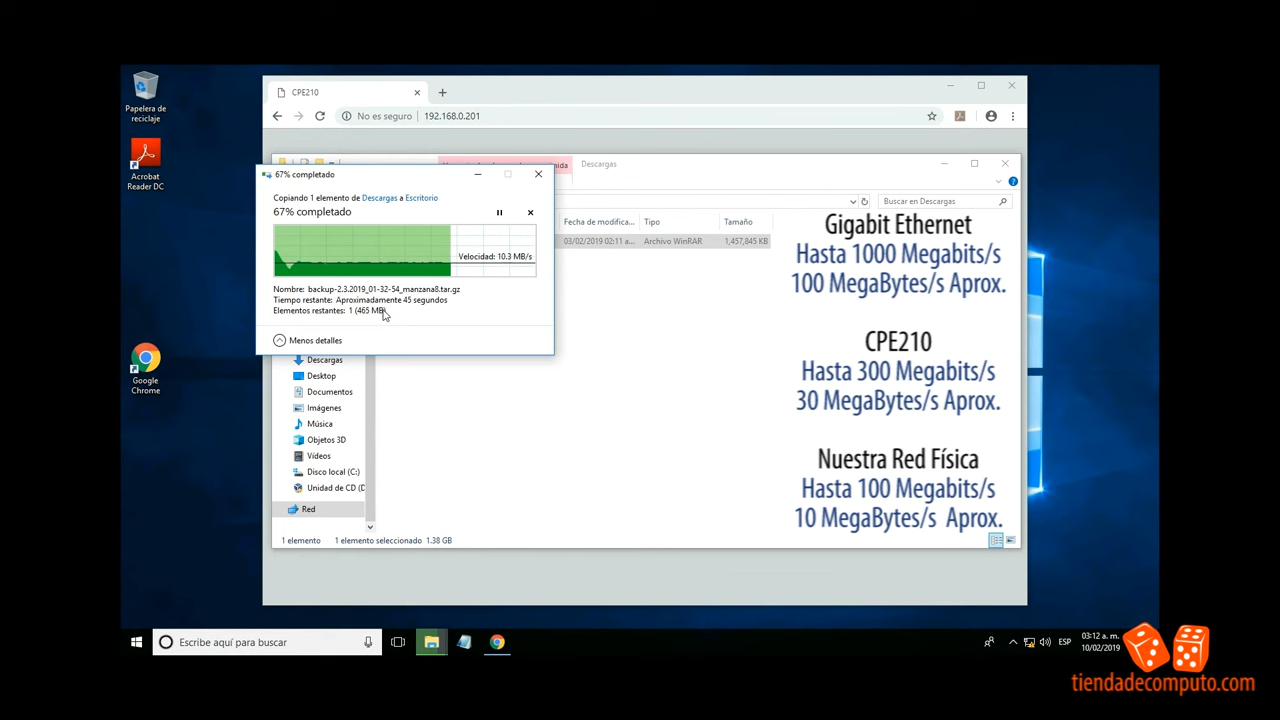 Papelera de
reciclaje
Acrobat
Reader DC
Google
Chrome
CPE210
No es seguro
192.168.0.201
Descargas
67% completado
Copiando 1 elemento de Descargas a Escritorio
67% completado
Velocidad: 10.3 MB/s
Nombre: backup-2.3.2019_01-32-54_manzana8.tar.gz
Tiempo restante: Aproximadamente 45 segundos
Elementos restantes: 1 (465 MB)
Menos detalles
Buscar en Descargas
Fecha de modifica... Tipo Tamaño
03/02/2019 02:11 a... Archivo WinRAR 1,457,845 KB
Descargas
Desktop
Documentos
Imágenes
Música
Objetos 3D
Vídeos
Disco local (C:)
Unidad de CD (D
Red
1 elemento 1 elemento seleccionado 1.38 GB
Gigabit Ethernet
Hasta 1000 Megabits/s
100 MegaBytes/s Aprox.
CPE210
Hasta 300 Megabits/s
30 MegaBytes/s Aprox.
Nuestra Red Física
Hasta 100 Megabits/s
10 MegaBytes/s Aprox.
Escribe aquí para buscar
ESP
03:12 a. m.
10/02/2019
tiendadecomputo.com